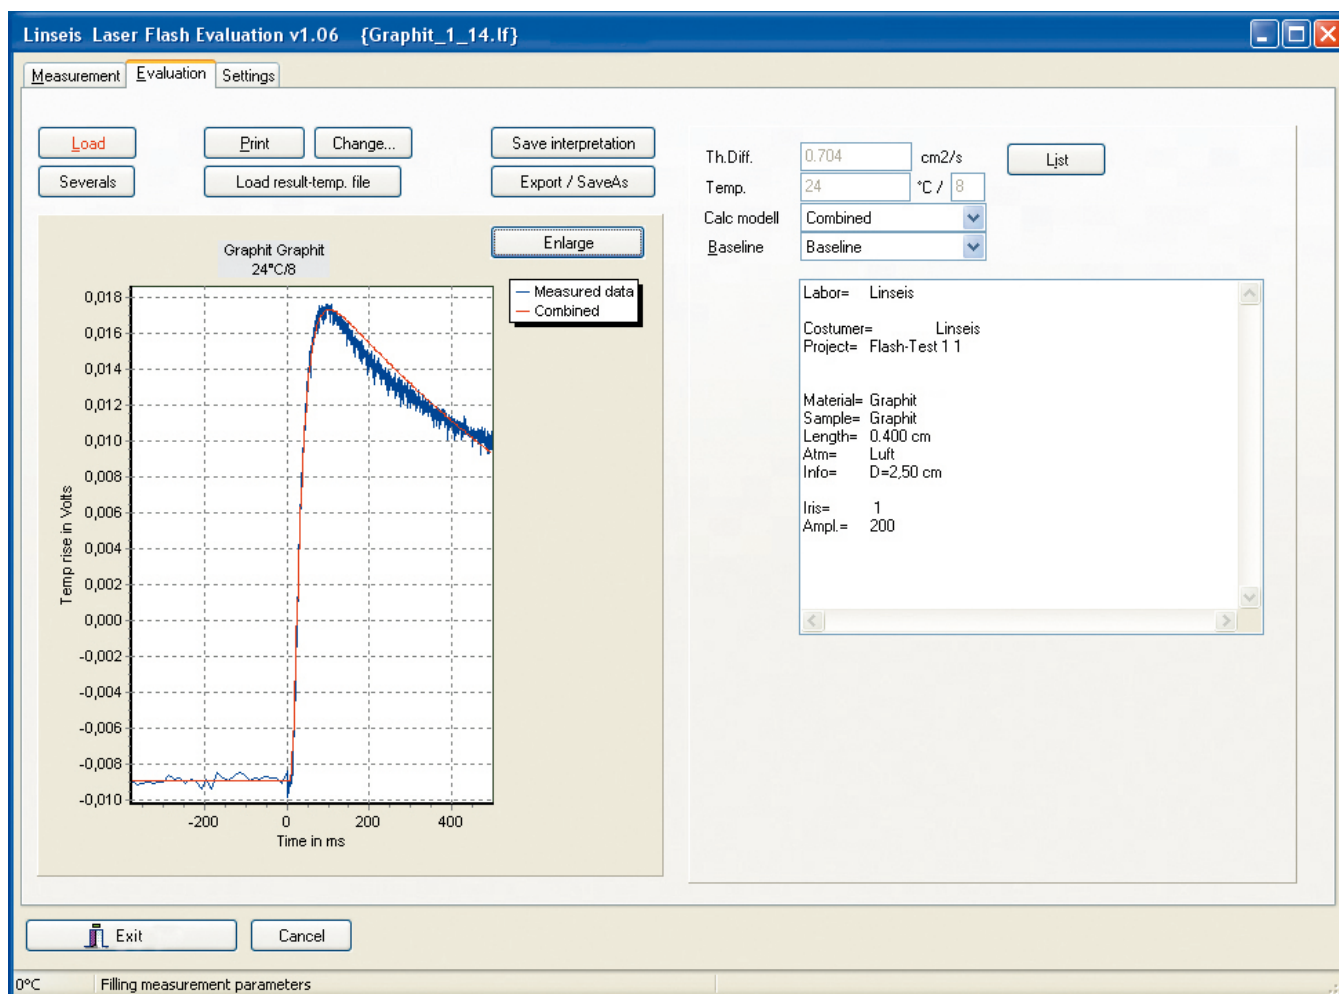 Linseis Laser Flash Evaluation v1.06 {Graphit_1_14.lf}
Measurement Evaluation Settings
Load Print Change... Save interpretation
Severals Load result-temp. file Export / SaveAs
Enlarge
Graphit Graphit
24°C/8
Measured data
Combined
0,018
0,016
0,014
0,012
0,010
0,008
0,006
0,004
0,002
0,000
-0,002
-0,004
-0,006
-0,008
-0,010
Temp rise in Volts
-200 0 200 400
Time in ms
Th.Diff. 0.704 cm2/s List
Temp. 24 °C / 8
Calc modell Combined
Baseline Baseline
Labor= Linseis
Costumer= Linseis
Project= Flash-Test 1 1
Material= Graphit
Sample= Graphit
Length= 0.400 cm
Atm= Luft
Info= D=2,50 cm
Iris= 1
Ampl.= 200
Exit Cancel
0°C Filling measurement parameters